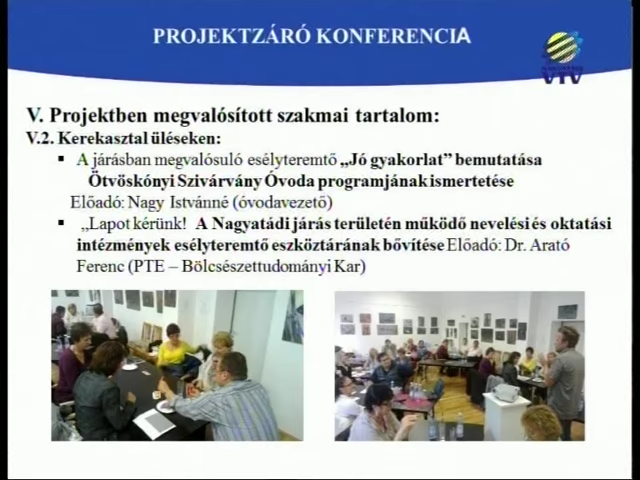 PROJEKTZÁRÓ KONFERENCIA
VTV
V. Projektben megvalósított szakmai tartalom:
V.2. Kerekasztal üléseken:
▪ A járásban megvalósuló esélyteremtő „Jó gyakorlat” bemutatása
Ötvöskónyi Szivárvány Óvoda programjának ismertetése
Előadó: Nagy Istvánné (óvodavezető)
▪ „Lapot kérünk! A Nagyatádi járás területén működő nevelési és oktatási
intézmények esélyteremtő eszköztárának bővítése Előadó: Dr. Arató
Ferenc (PTE – Bölcsészettudományi Kar)